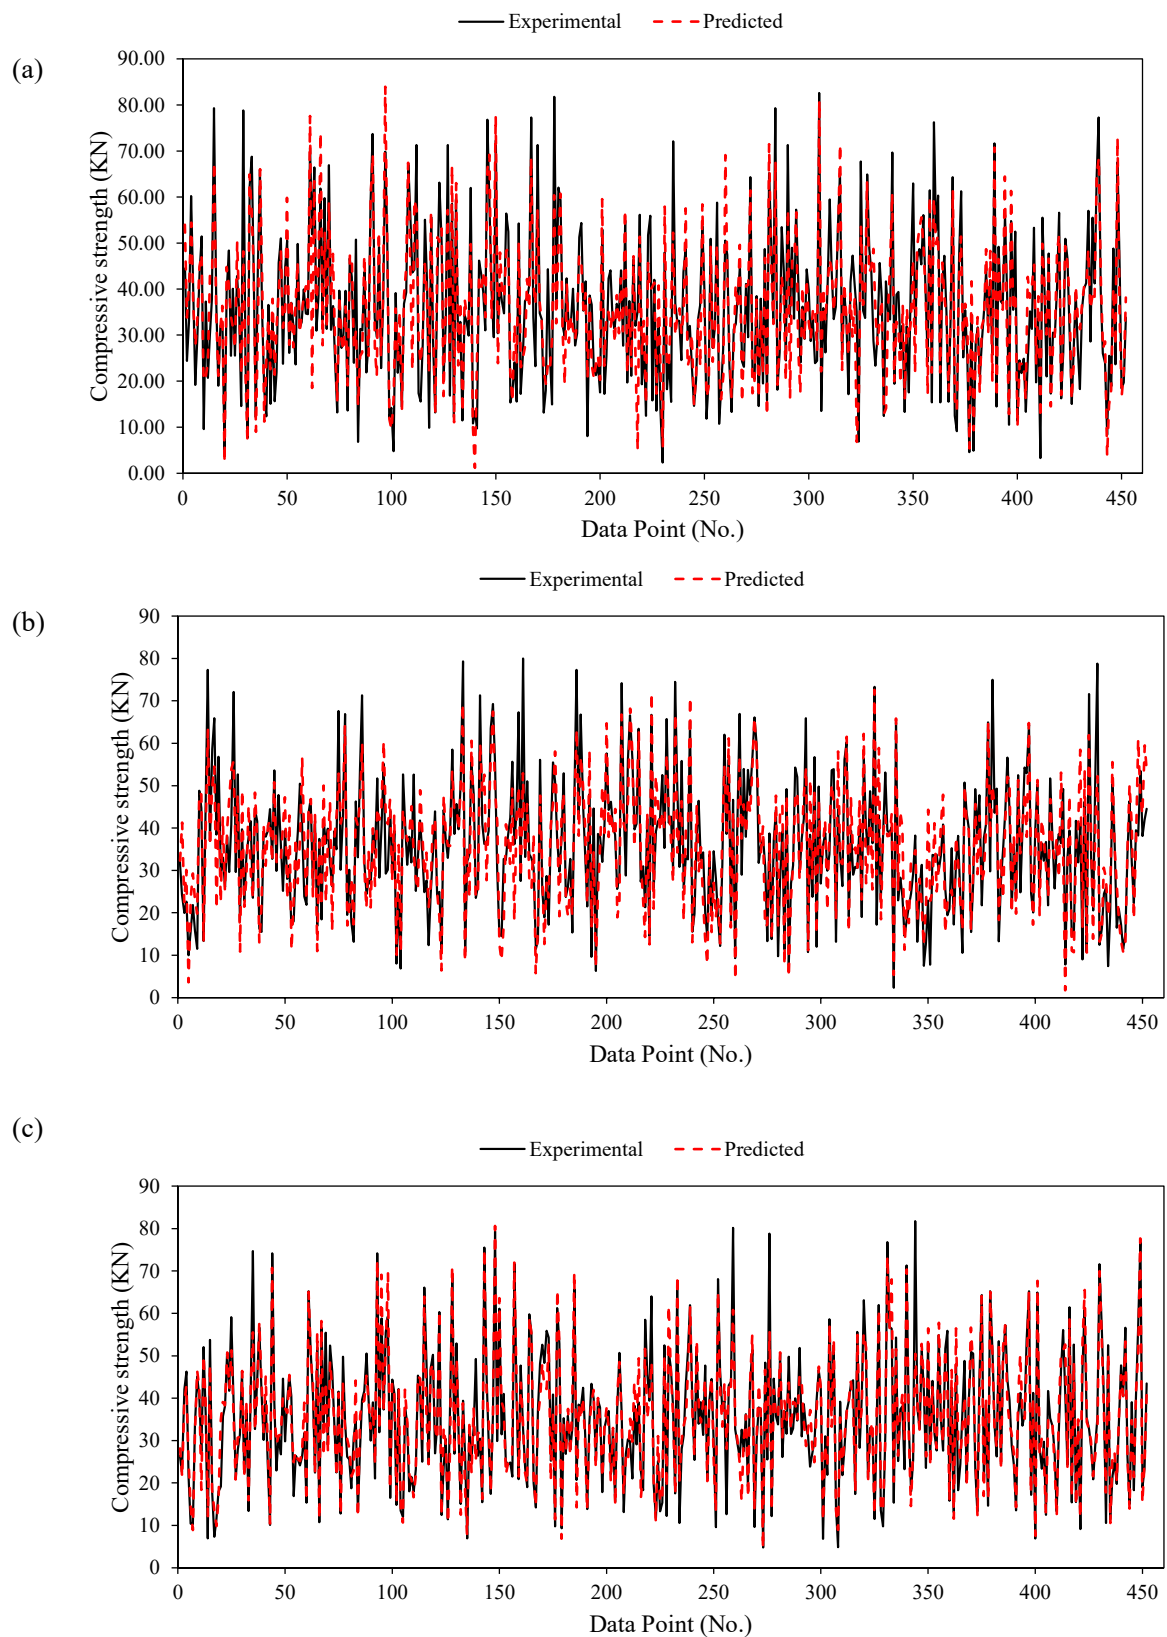 Experimental Predicted
(a)
90.00
80.00
70.00
60.00
50.00
40.00
30.00
20.00
10.00
0.00
Compressive strength (KN)
0 50 100 150 200 250 300 350 400 450
Data Point (No.)
Experimental Predicted
(b)
90
80
70
60
50
40
30
20
10
0
Compressive strength (KN)
0 50 100 150 200 250 300 350 400 450
Data Point (No.)
(c)
Experimental Predicted
90
80
70
60
50
40
30
20
10
0
Compressive strength (KN)
0 50 100 150 200 250 300 350 400 450
Data Point (No.)